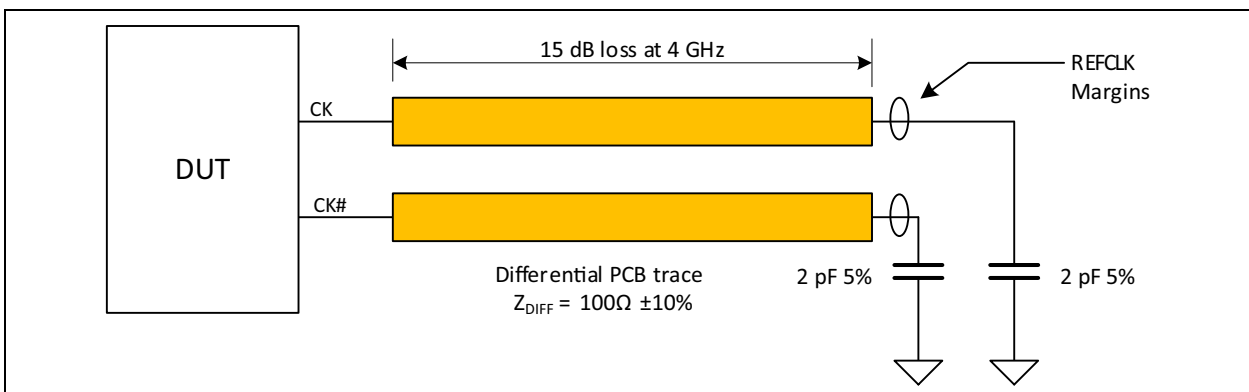 15 dB loss at 4 GHz
REFCLK
Margins
CK
DUT
CK#
Differential PCB trace
Z_DIFF = 100Ω ±10%
2 pF 5%
2 pF 5%